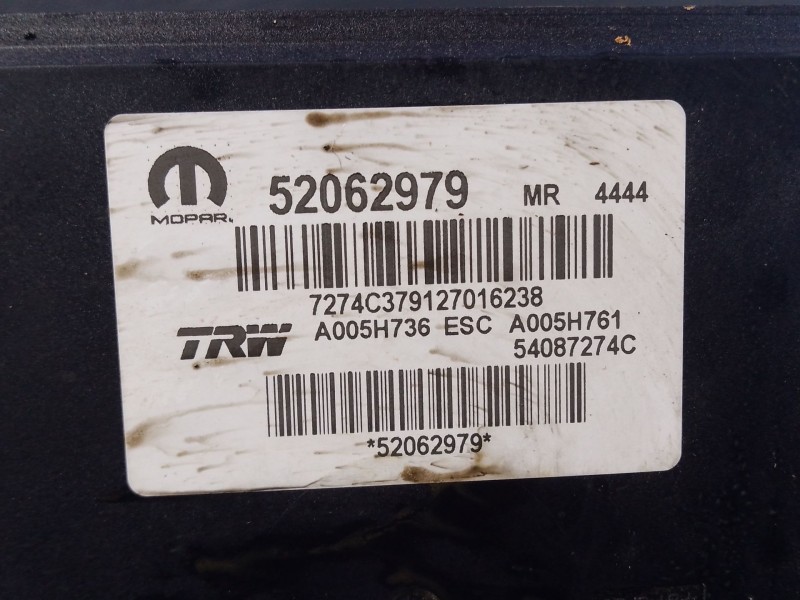 52062979 MR 4444
MOPAR.
7274C379127016238
TRW A005H736 ESC A005H761
54087274C
*52062979*